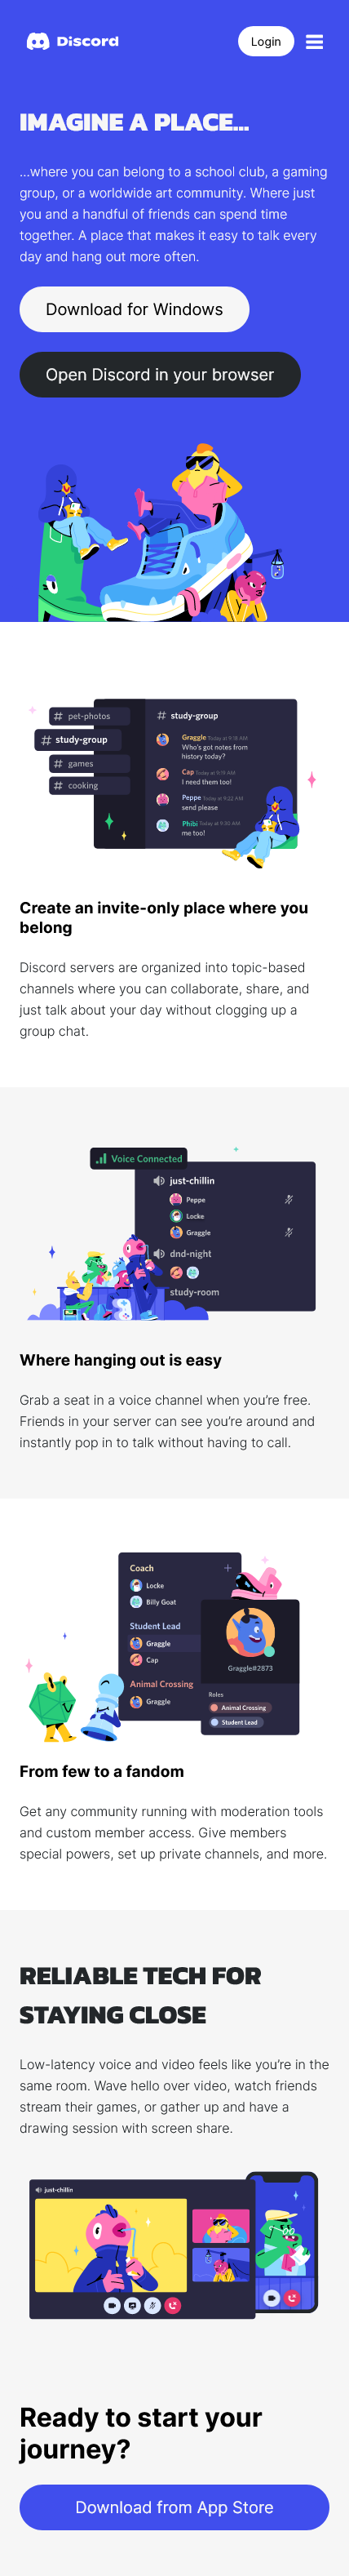 Discord
Login
IMAGINE A PLACE...
...where you can belong to a school club, a gaming
group, or a worldwide art community. Where just
you and a handful of friends can spend time
together. A place that makes it easy to talk every
day and hang out more often.
Download for Windows
Open Discord in your browser
# pet-photos
# study-group
# games
# cooking
# study-group
Graggle Today at 9:18 AM
Who's got notes from
history today?
Cap Today at 9:18 AM
I need them too!
Peppe Today at 9:22 AM
send please
Phibi Today at 9:30 AM
me too!
Create an invite-only place where you
belong
Discord servers are organized into topic-based
channels where you can collaborate, share, and
just talk about your day without clogging up a
group chat.
Voice Connected
just-chillin
Peppe
Locke
Graggle
dnd-night
study-room
Where hanging out is easy
Grab a seat in a voice channel when you're free.
Friends in your server can see you're around and
instantly pop in to talk without having to call.
Coach
Locke
Billy Goat
Student Lead
Graggle
Cap
Animal Crossing
Graggle
Graggle#2873
Roles
Animal Crossing
Student Lead
From few to a fandom
Get any community running with moderation tools
and custom member access. Give members
special powers, set up private channels, and more.
RELIABLE TECH FOR
STAYING CLOSE
Low-latency voice and video feels like you're in the
same room. Wave hello over video, watch friends
stream their games, or gather up and have a
drawing session with screen share.
just-chillin
Ready to start your
journey?
Download from App Store